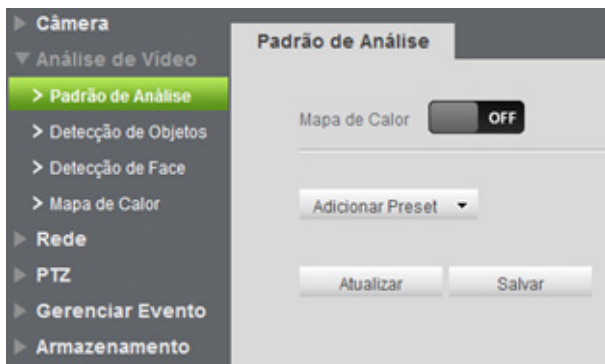 Câmera
Análise de Vídeo
> Padrão de Análise
> Detecção de Objetos
> Detecção de Face
> Mapa de Calor
Rede
PTZ
Gerenciar Evento
Armazenamento
Padrão de Análise
Mapa de Calor OFF
Adicionar Preset
Atualizar Salvar